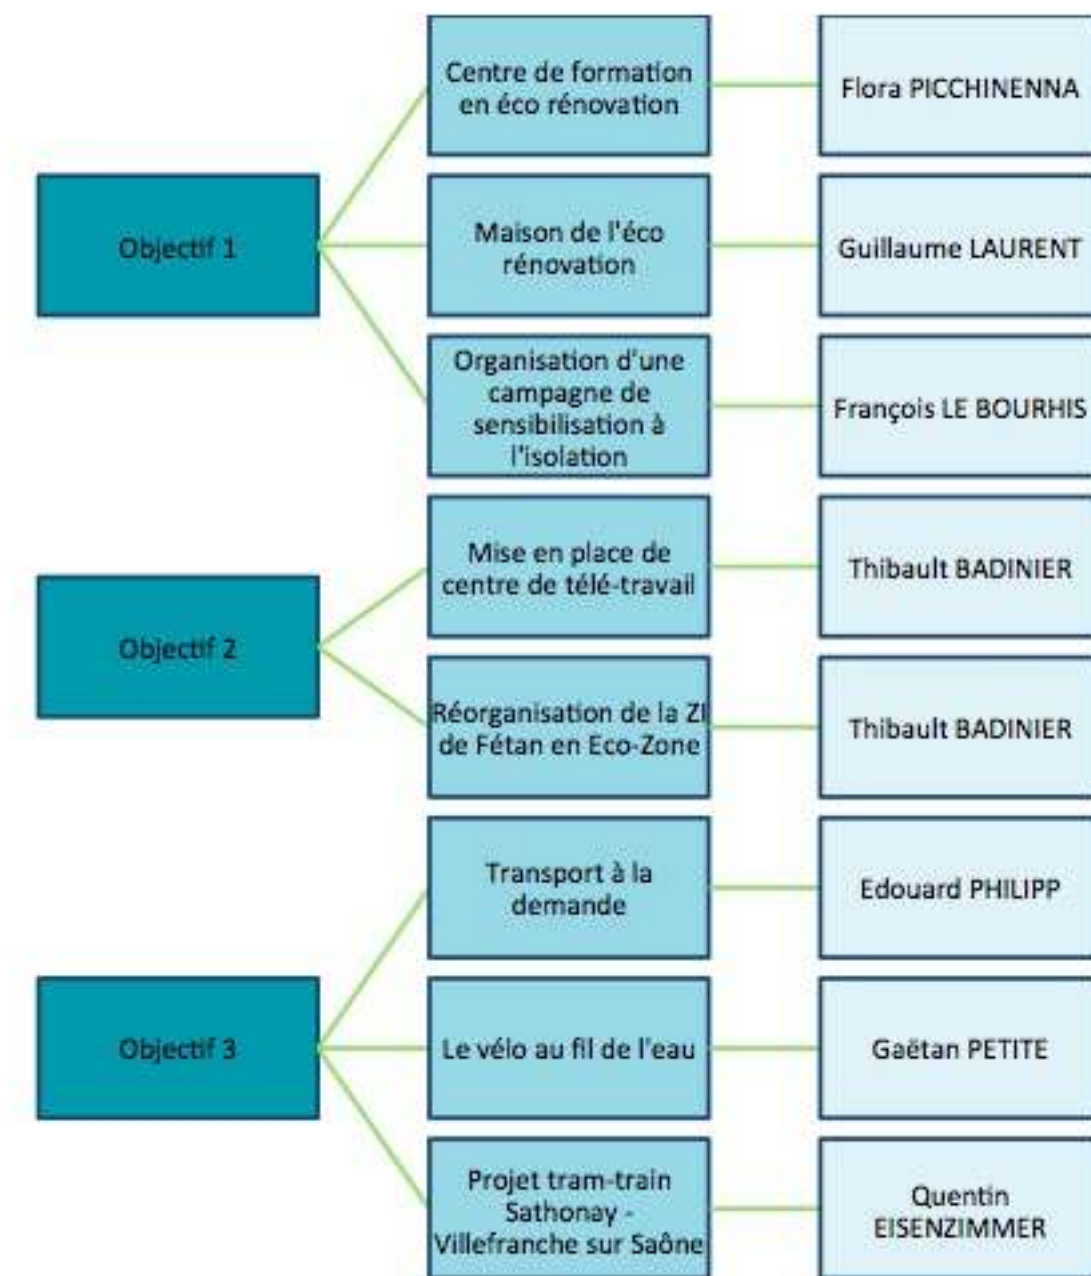 Centre de formation
en éco rénovation
Flora PICCHINENNA
Objectif 1
Maison de l'éco
rénovation
Guillaume LAURENT
Organisation d'une
campagne de
sensibilisation à
l'isolation
François LE BOURHIS
Objectif 2
Mise en place de
centre de télé-travail
Thibault BADINIER
Réorganisation de la ZI
de Fétan en Eco-Zone
Thibault BADINIER
Objectif 3
Transport à la
demande
Edouard PHILIPP
Le vélo au fil de l'eau
Gaëtan PETITE
Projet tram-train
Sathonay -
Villefranche sur Saône
Quentin
EISENZIMMER